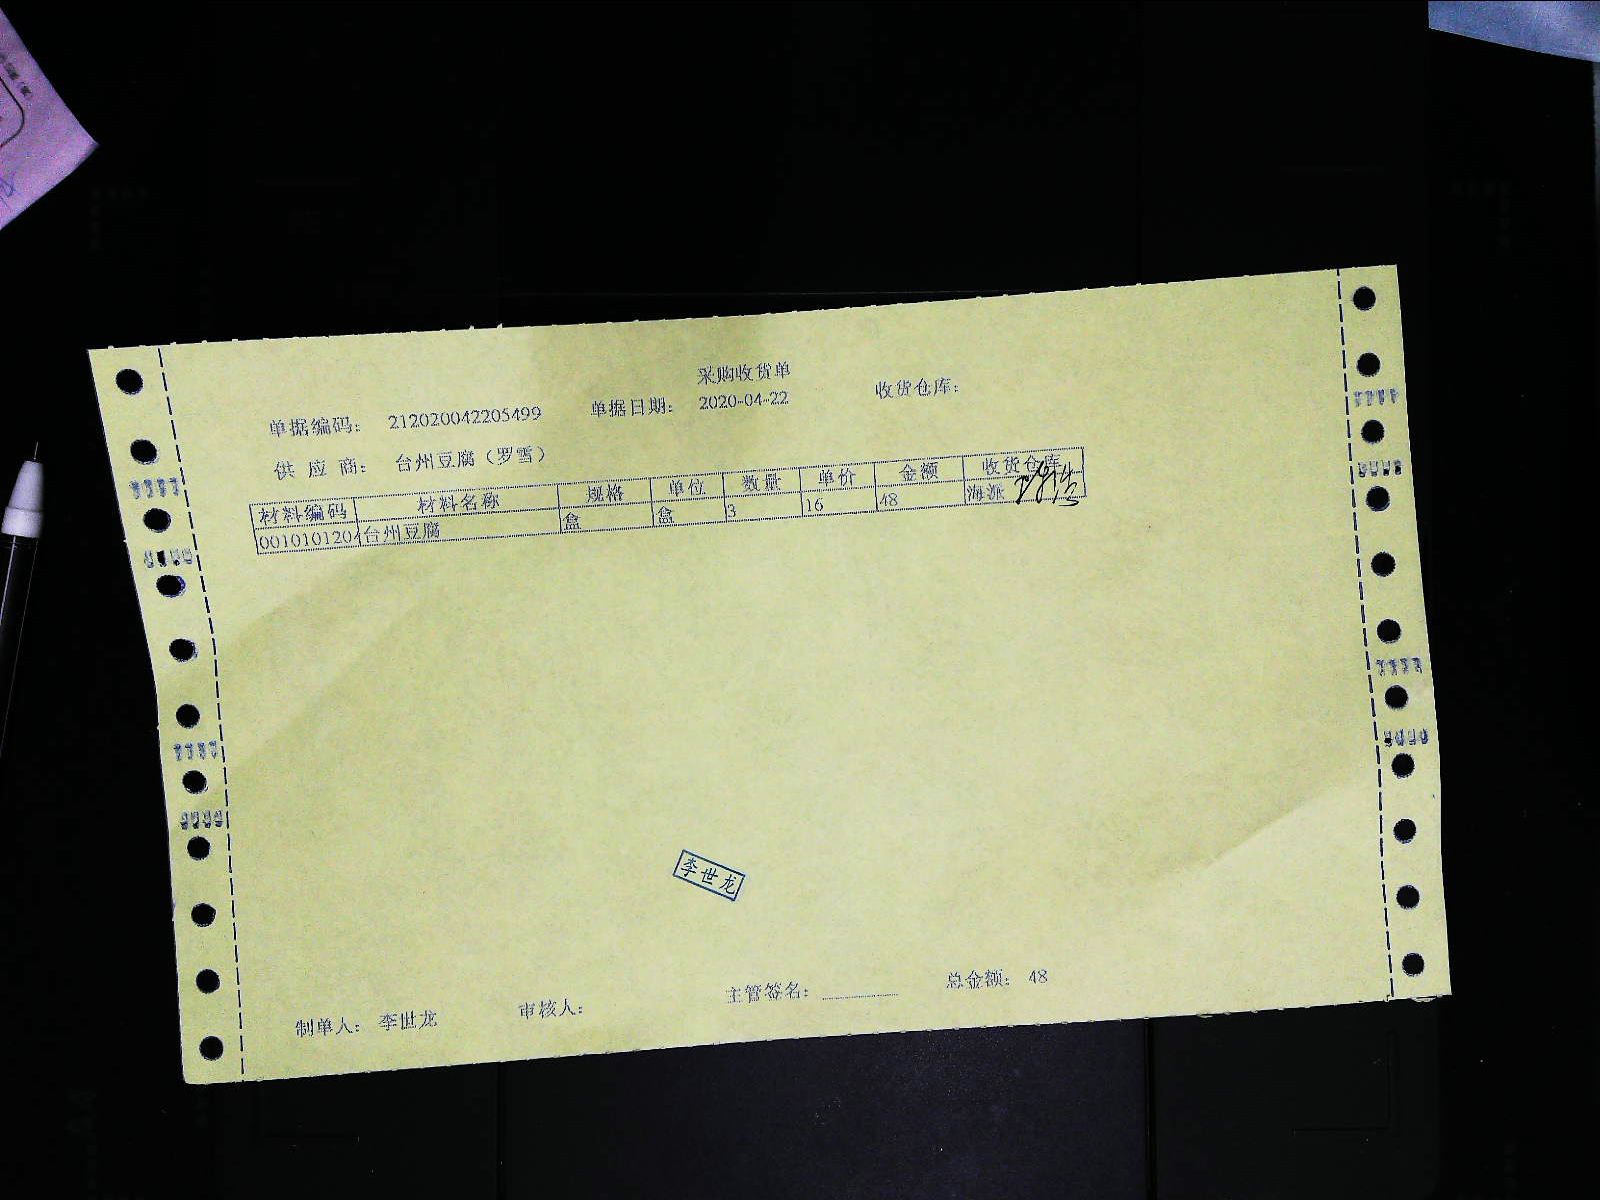 采购收货单
单据编码： 212020042205499 单据日期： 2020-04-22 收货仓库：
供 应 商： 台州豆腐（罗雪）
材料编码 材料名称 规格 单位 数量 单价 金额 收货仓库
0010101204 台州豆腐 盒 盒 3 16 48 海派
李世龙
制单人： 李世龙 审核人： 主管签名： 总金额： 48